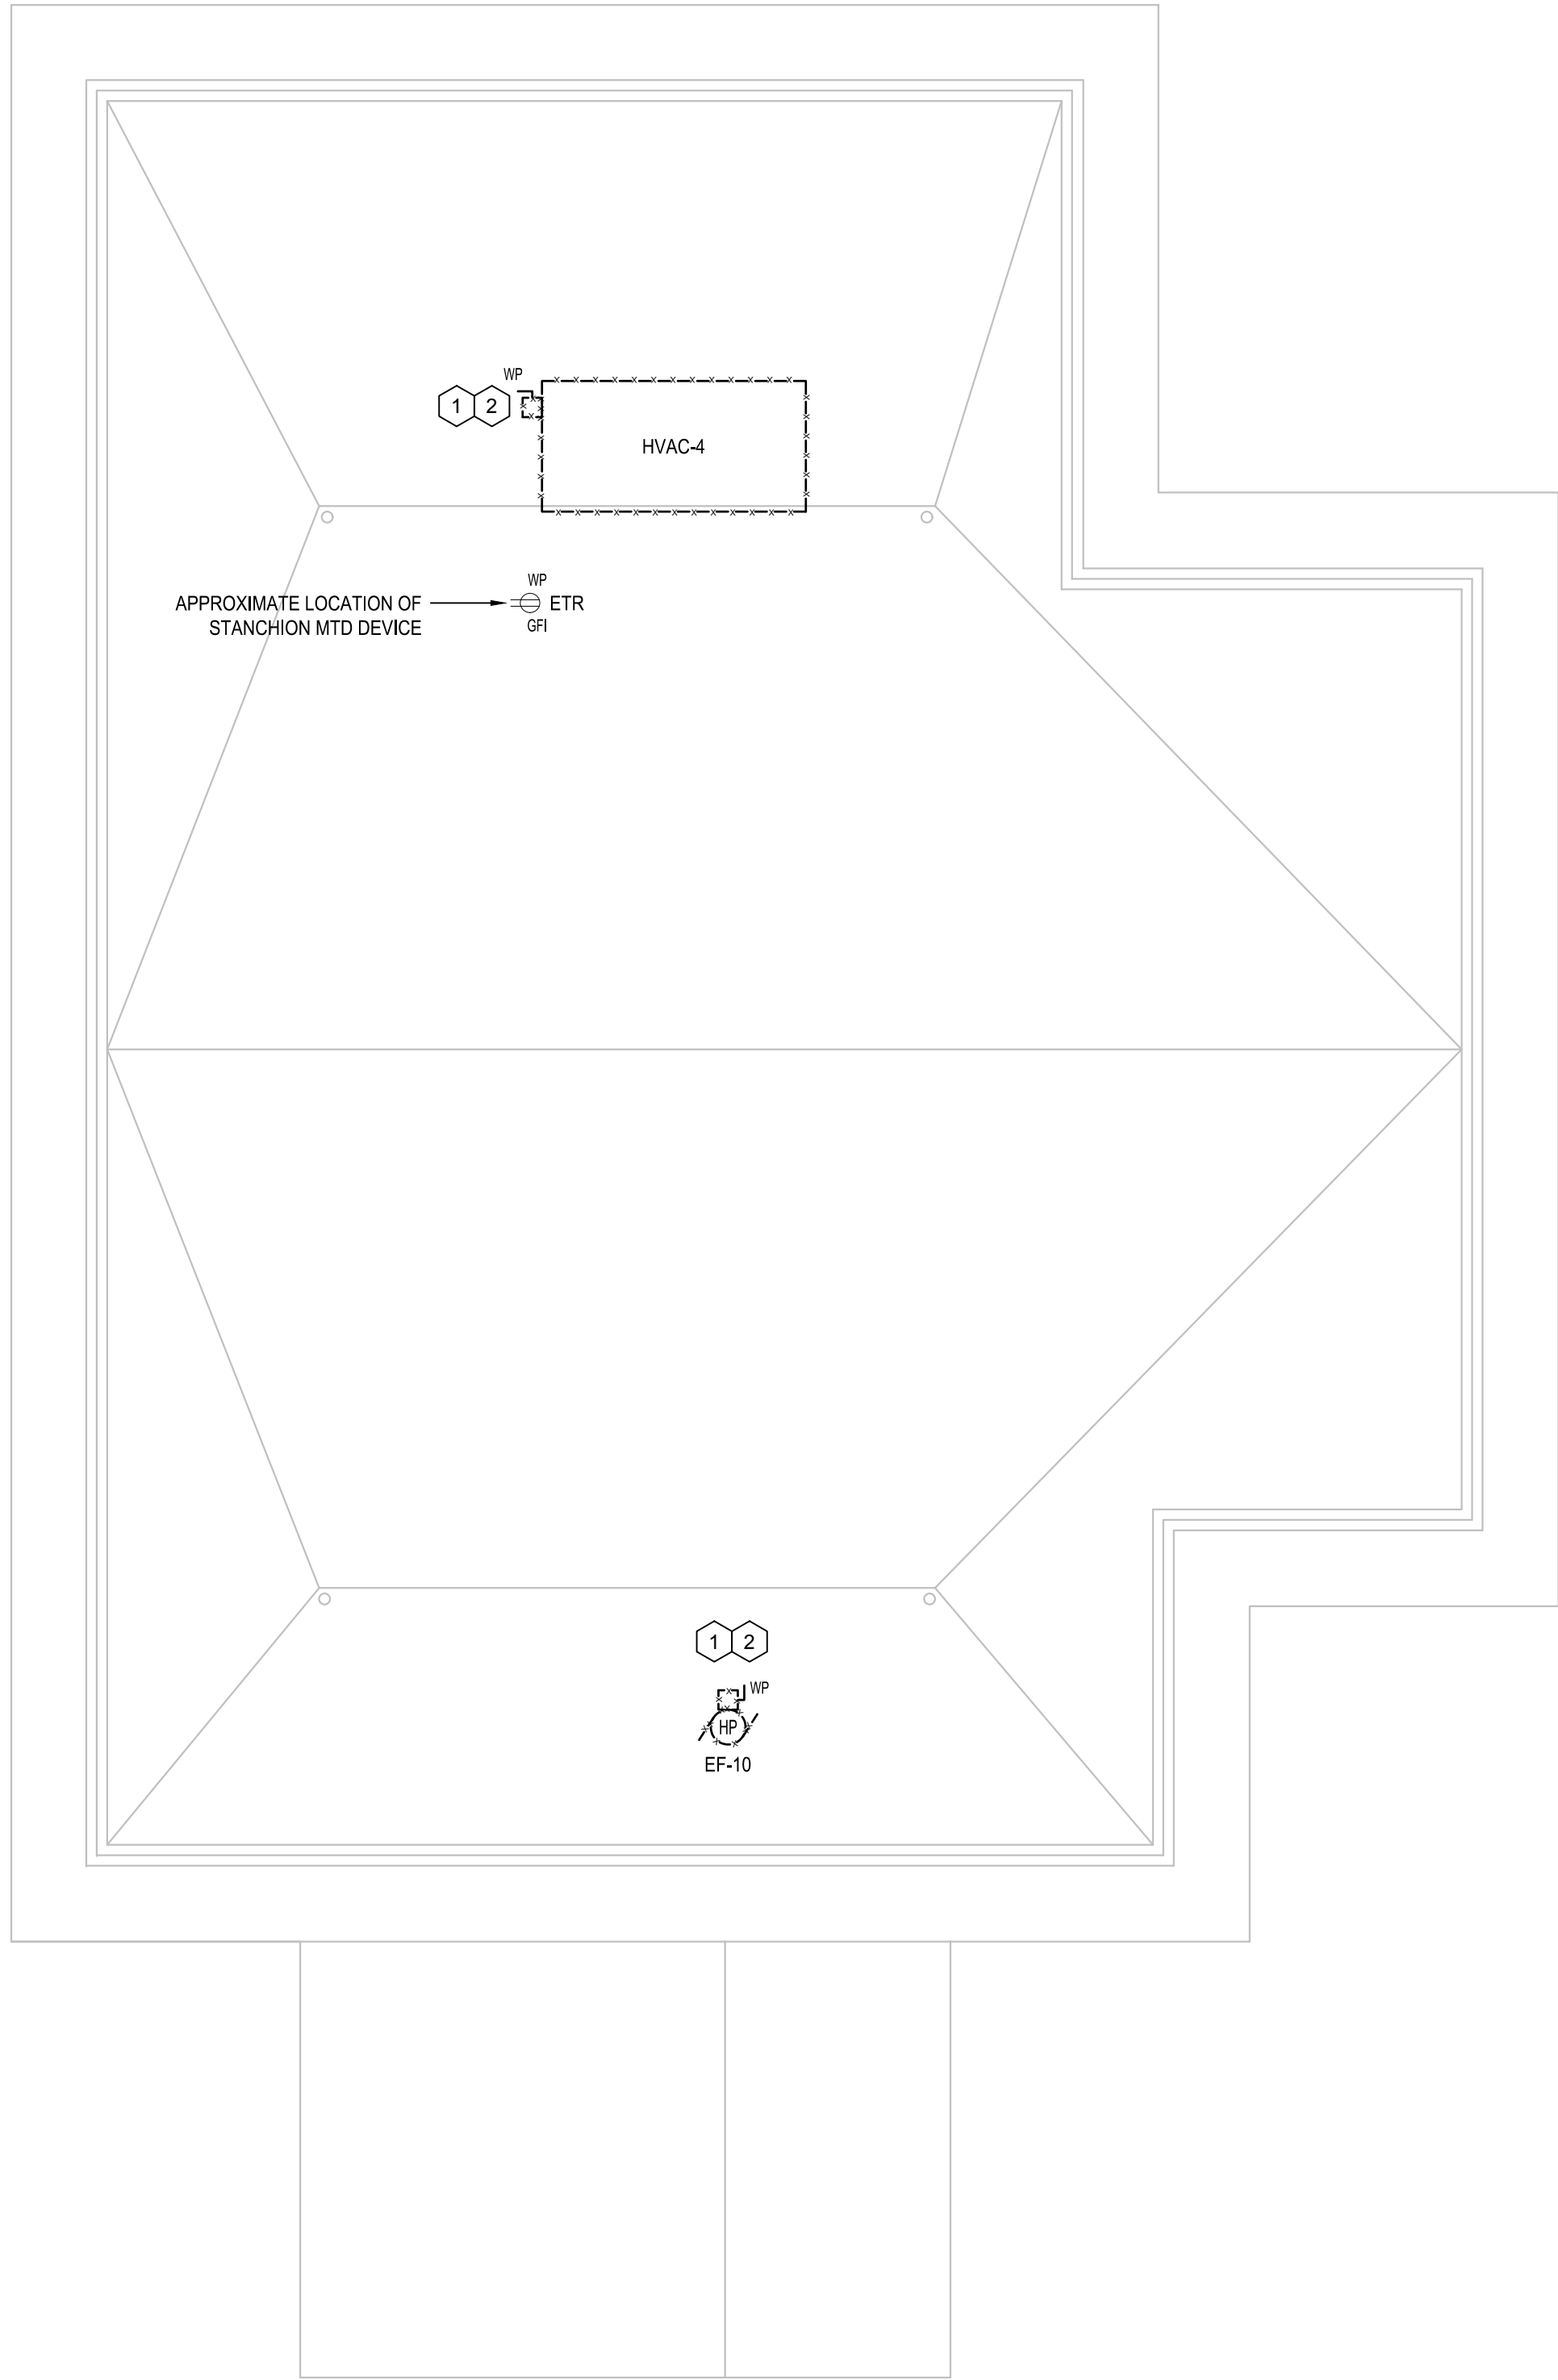 WP
1 2
HVAC-4
WP
APPROXIMATE LOCATION OF
ETR
STANCHION MTD DEVICE
GFI
1 2
WP
HP
EF-10